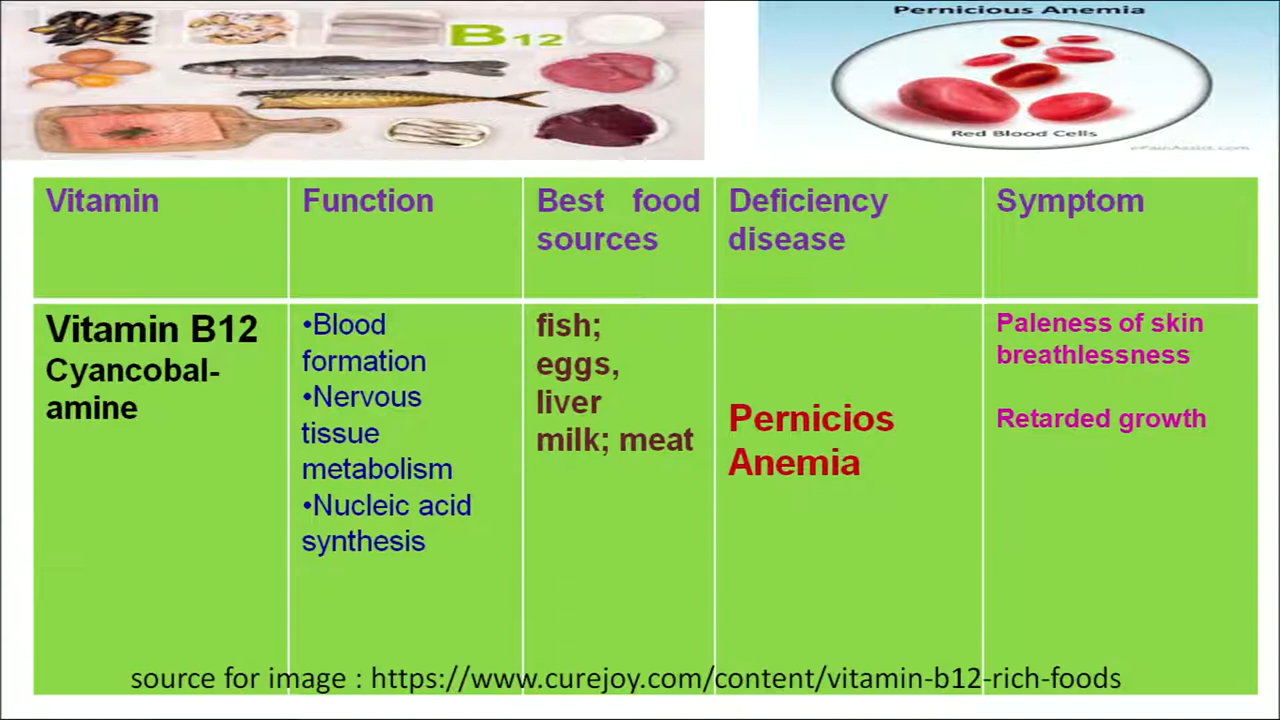 B12
Pernicious Anemia
Red Blood Cells
ePainAssist.com
Vitamin
Function
Best food
sources
Deficiency
disease
Symptom
Vitamin B12
Cyancobal-
amine
•Blood
formation
•Nervous
tissue
metabolism
•Nucleic acid
synthesis
fish;
eggs,
liver
milk; meat
Pernicios
Anemia
Paleness of skin
breathlessness
Retarded growth
source for image : https://www.curejoy.com/content/vitamin-b12-rich-foods